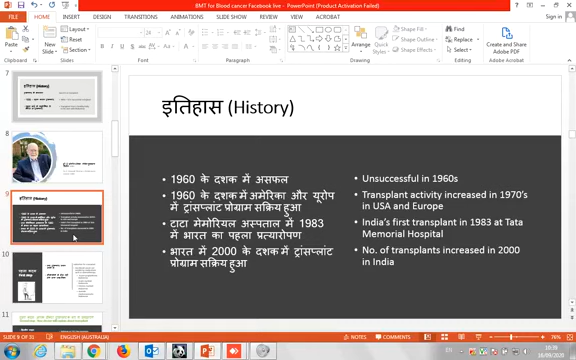 BMT for Blood cancer Facebook live - PowerPoint (Product Activation Failed)
FILE HOME INSERT DESIGN TRANSITIONS ANIMATIONS SLIDE SHOW REVIEW VIEW ACROBAT Sign in
Paste
New Slide
Layout
Reset
Section
Arrange
Quick Styles
Shape Fill
Shape Outline
Shape Effects
Find
Replace
Select
Create and Share Adobe PDF
Clipboard Slides Font Paragraph Drawing Editing Adobe Acrobat
7
इतिहास (History)
8
9
इतिहास (History)
10
11
इतिहास (History)
• 1960 के दशक में असफल
• 1960 के दशक में अमेरिका और यूरोप
में ट्रांसप्लांट प्रोग्राम सक्रिय हुआ
• टाटा मेमोरियल अस्पताल में 1983
में भारत का पहला प्रत्यारोपण
• भारत में 2000 के दशक में ट्रांसप्लांट
प्रोग्राम सक्रिय हुआ
• Unsuccessful in 1960s
• Transplant activity increased in 1970's
in USA and Europe
• India's first transplant in 1983 at Tata
Memorial Hospital
• No. of transplants increased in 2000
in India
SLIDE 9 OF 31 ENGLISH (AUSTRALIA) NOTES COMMENTS 76%